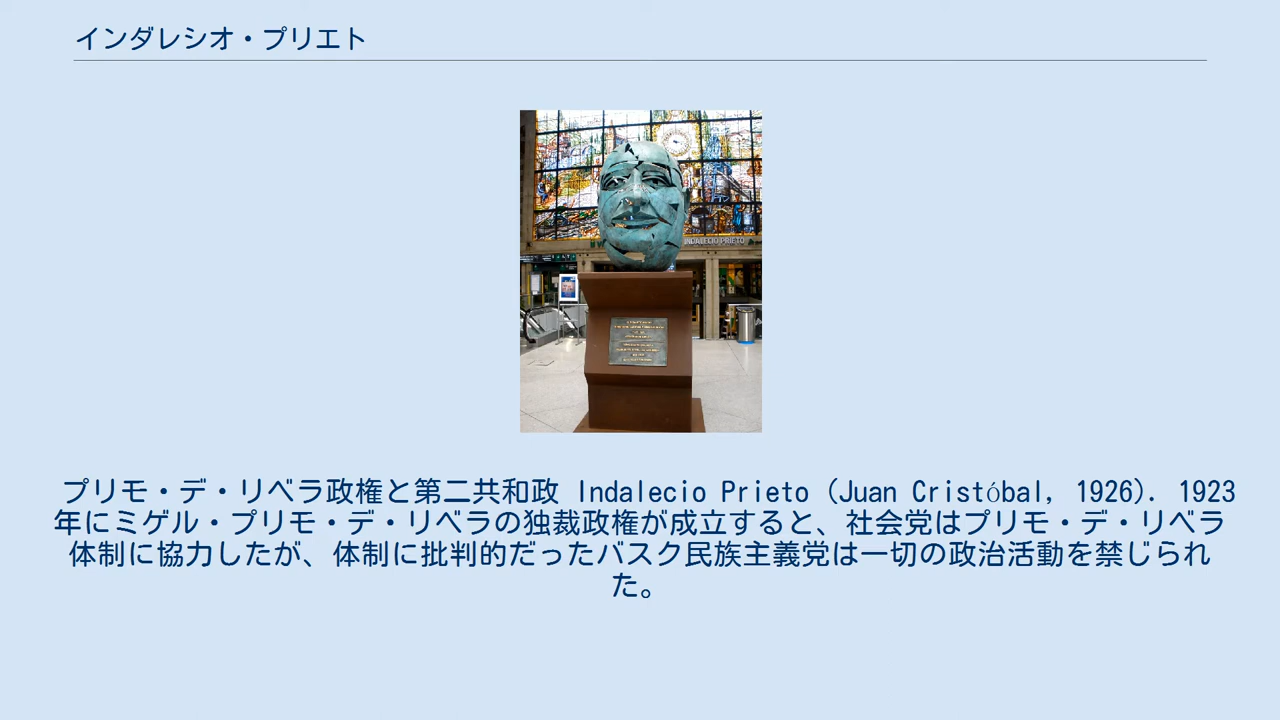 インダレシオ・プリエト
INDALECIO PRIETO
プリモ・デ・リベラ政権と第二共和政 Indalecio Prieto (Juan Cristóbal, 1926). 1923
年にミゲル・プリモ・デ・リベラの独裁政権が成立すると、社会党はプリモ・デ・リベラ
体制に協力したが、体制に批判的だったバスク民族主義党は一切の政治活動を禁じられ
た。